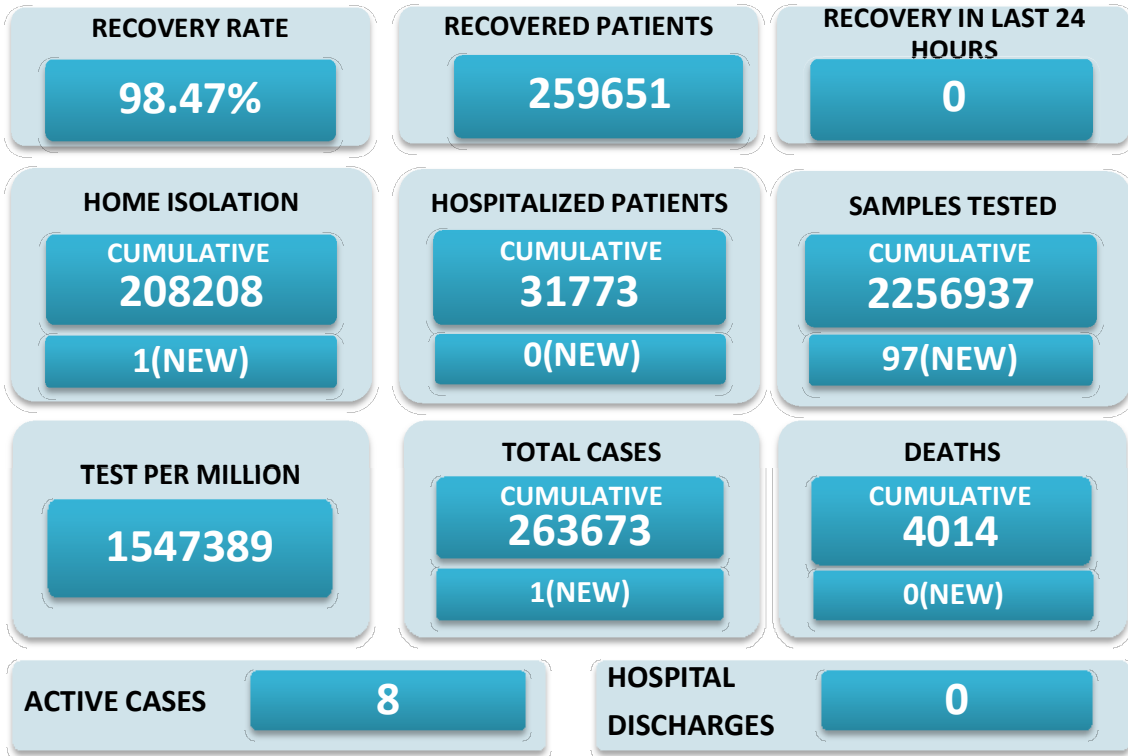 RECOVERY RATE
98.47%
RECOVERED PATIENTS
259651
RECOVERY IN LAST 24
HOURS
0
HOME ISOLATION
CUMULATIVE
208208
1(NEW)
HOSPITALIZED PATIENTS
CUMULATIVE
31773
0(NEW)
SAMPLES TESTED
CUMULATIVE
2256937
97(NEW)
TEST PER MILLION
1547389
TOTAL CASES
CUMULATIVE
263673
1(NEW)
DEATHS
CUMULATIVE
4014
0(NEW)
ACTIVE CASES
8
HOSPITAL
DISCHARGES
0